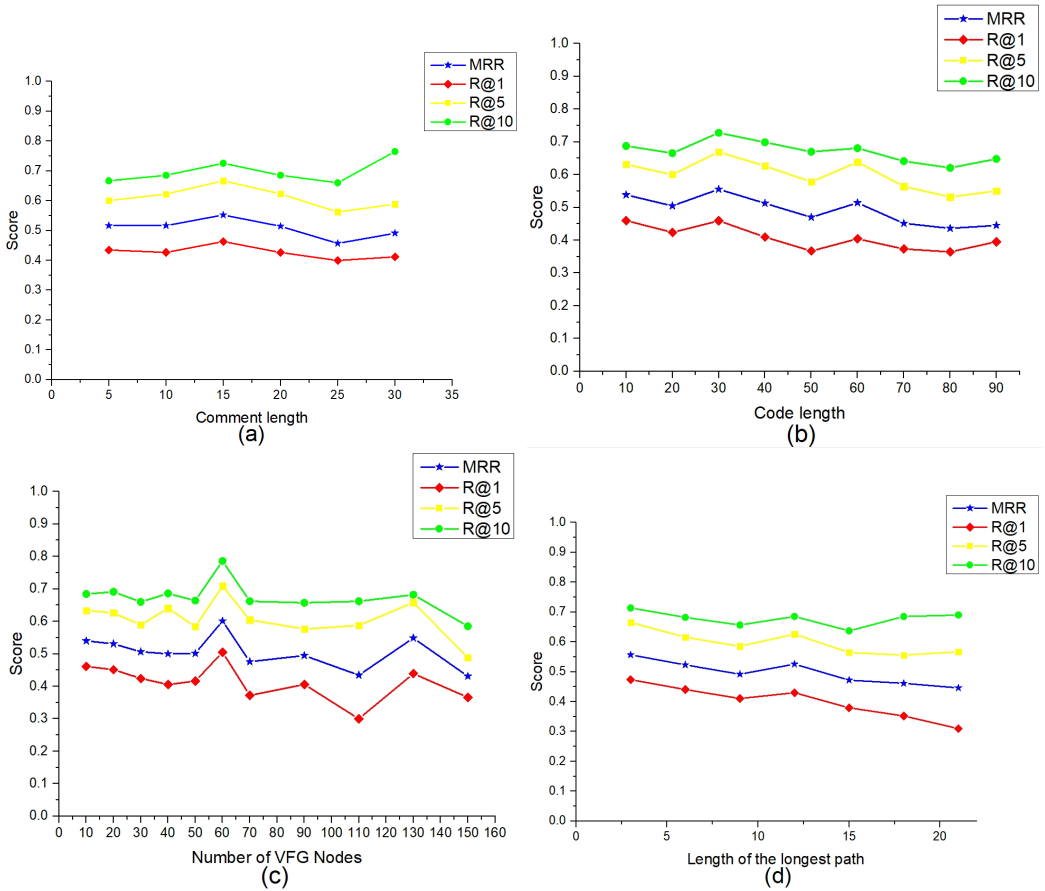 MRR
R@1
R@5
R@10
1.0
0.9
0.8
0.7
0.6
0.5
0.4
0.3
0.2
0.1
0.0
Score
0 5 10 15 20 25 30 35
Comment length
(a)
MRR
R@1
R@5
R@10
1.0
0.9
0.8
0.7
0.6
0.5
0.4
0.3
0.2
0.1
0.0
Score
0 10 20 30 40 50 60 70 80 90
Code length
(b)
MRR
R@1
R@5
R@10
1.0
0.9
0.8
0.7
0.6
0.5
0.4
0.3
0.2
0.1
0.0
Score
0 10 20 30 40 50 60 70 80 90 100 110 120 130 140 150 160
Number of VFG Nodes
(c)
MRR
R@1
R@5
R@10
1.0
0.9
0.8
0.7
0.6
0.5
0.4
0.3
0.2
0.1
0.0
Score
0 5 10 15 20
Length of the longest path
(d)